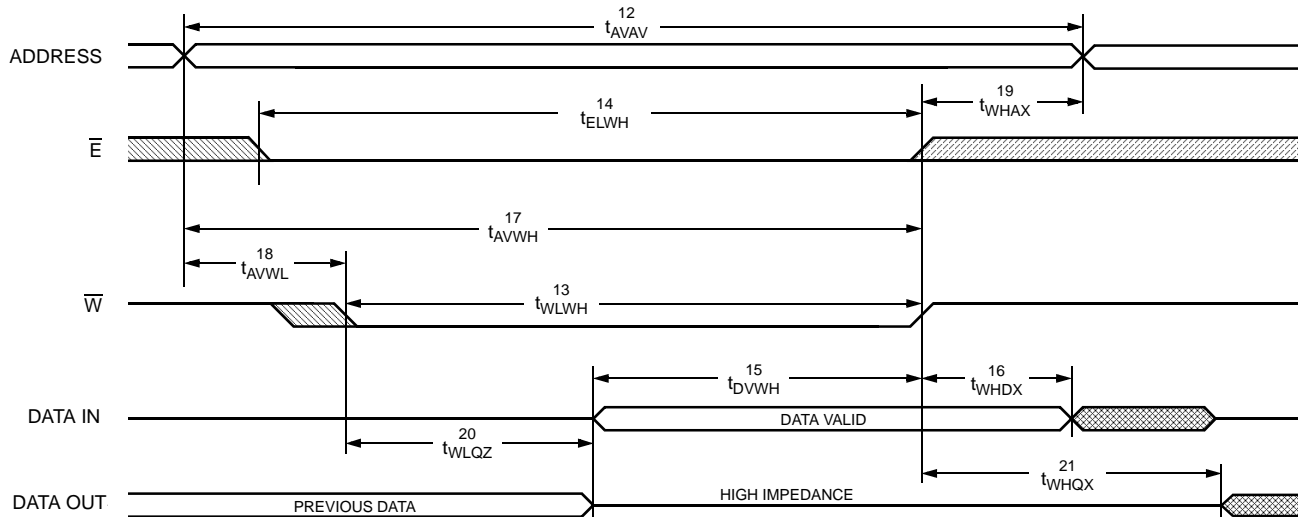 12
tAVAV
ADDRESS
14
tELWH
19
tWHAX
E
17
tAVWH
18
tAVWL
13
tWLWH
W
15
tDVWH
16
tWHDX
DATA IN
DATA VALID
20
tWLQZ
21
tWHQX
DATA OUT
PREVIOUS DATA
HIGH IMPEDANCE